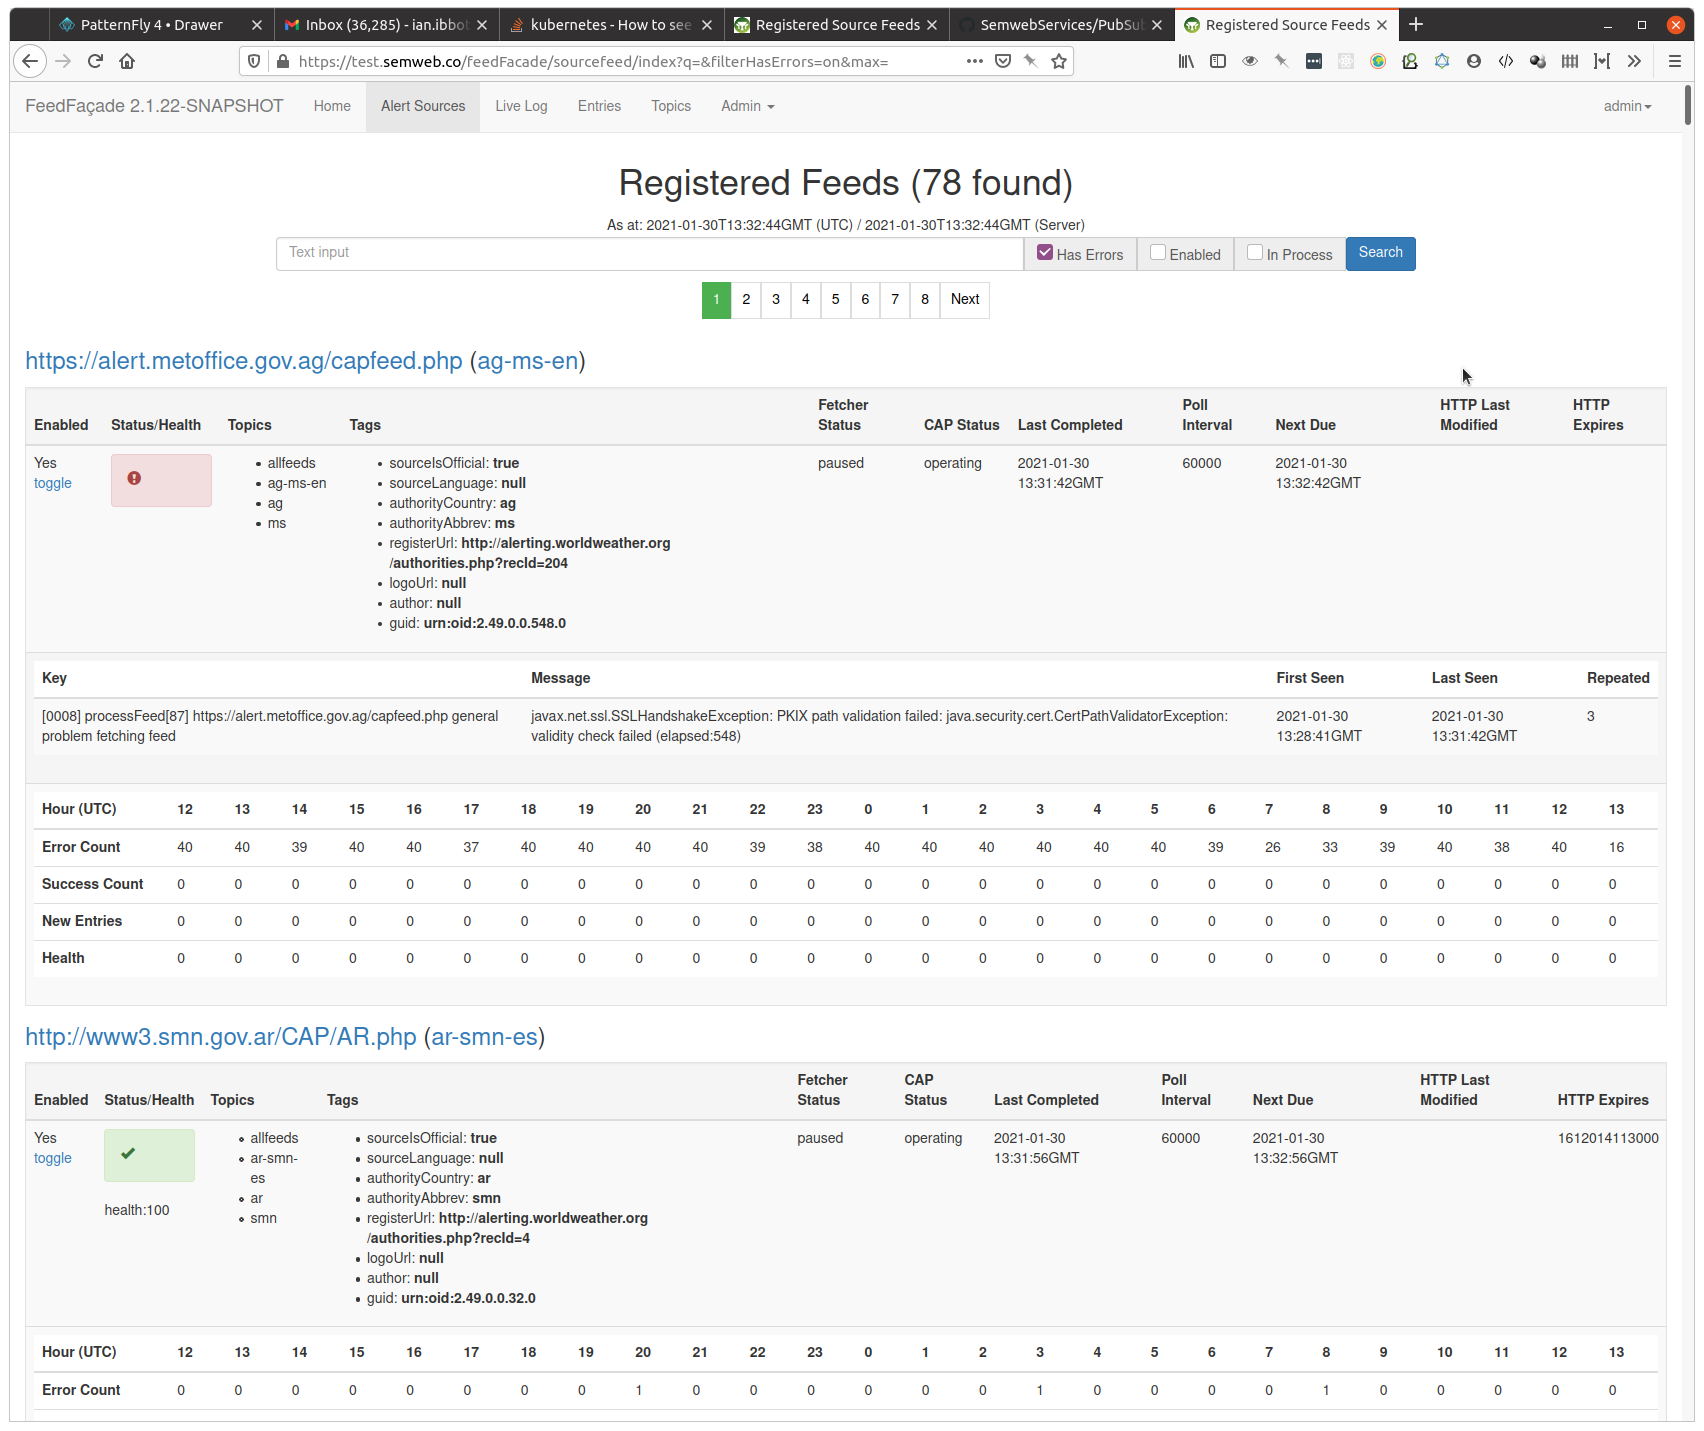 PatternFly 4 • Drawer
Inbox (36,285) - ian.ibbot
kubernetes - How to see
Registered Source Feeds
SemwebServices/PubSu
Registered Source Feeds
https://test.semweb.co/feedFacade/sourcefeed/index?q=&filterHasErrors=on&max=
FeedFaçade 2.1.22-SNAPSHOT Home Alert Sources Live Log Entries Topics Admin admin
Registered Feeds (78 found)
As at: 2021-01-30T13:32:44GMT (UTC) / 2021-01-30T13:32:44GMT (Server)
Text input Has Errors Enabled In Process Search
1 2 3 4 5 6 7 8 Next
https://alert.metoffice.gov.ag/capfeed.php (ag-ms-en)
Enabled Status/Health Topics Tags Fetcher Status CAP Status Last Completed Poll Interval Next Due HTTP Last Modified HTTP Expires
Yes
toggle
allfeeds
ag-ms-en
ag
ms
sourceIsOfficial: true
sourceLanguage: null
authorityCountry: ag
authorityAbbrev: ms
registerUrl: http://alerting.worldweather.org
/authorities.php?recId=204
logoUrl: null
author: null
guid: urn:oid:2.49.0.0.548.0
paused
operating
2021-01-30
13:31:42GMT
60000
2021-01-30
13:32:42GMT
Key Message First Seen Last Seen Repeated
[0008] processFeed[87] https://alert.metoffice.gov.ag/capfeed.php general
problem fetching feed
javax.net.ssl.SSLHandshakeException: PKIX path validation failed: java.security.cert.CertPathValidatorException:
validity check failed (elapsed:548)
2021-01-30
13:28:41GMT
2021-01-30
13:31:42GMT
3
Hour (UTC) 12 13 14 15 16 17 18 19 20 21 22 23 0 1 2 3 4 5 6 7 8 9 10 11 12 13
Error Count 40 40 39 40 40 37 40 40 40 40 39 38 40 40 40 40 40 40 39 26 33 39 40 38 40 16
Success Count 0 0 0 0 0 0 0 0 0 0 0 0 0 0 0 0 0 0 0 0 0 0 0 0 0 0
New Entries 0 0 0 0 0 0 0 0 0 0 0 0 0 0 0 0 0 0 0 0 0 0 0 0 0 0
Health 0 0 0 0 0 0 0 0 0 0 0 0 0 0 0 0 0 0 0 0 0 0 0 0 0 0
http://www3.smn.gov.ar/CAP/AR.php (ar-smn-es)
Enabled Status/Health Topics Tags Fetcher Status CAP Status Last Completed Poll Interval Next Due HTTP Last Modified HTTP Expires
Yes
toggle
health:100
allfeeds
ar-smn-
es
ar
smn
sourceIsOfficial: true
sourceLanguage: null
authorityCountry: ar
authorityAbbrev: smn
registerUrl: http://alerting.worldweather.org
/authorities.php?recId=4
logoUrl: null
author: null
guid: urn:oid:2.49.0.0.32.0
paused
operating
2021-01-30
13:31:56GMT
60000
2021-01-30
13:32:56GMT
1612014113000
Hour (UTC) 12 13 14 15 16 17 18 19 20 21 22 23 0 1 2 3 4 5 6 7 8 9 10 11 12 13
Error Count 0 0 0 0 0 0 0 0 1 0 0 0 0 0 0 1 0 0 0 0 1 0 0 0 0 0